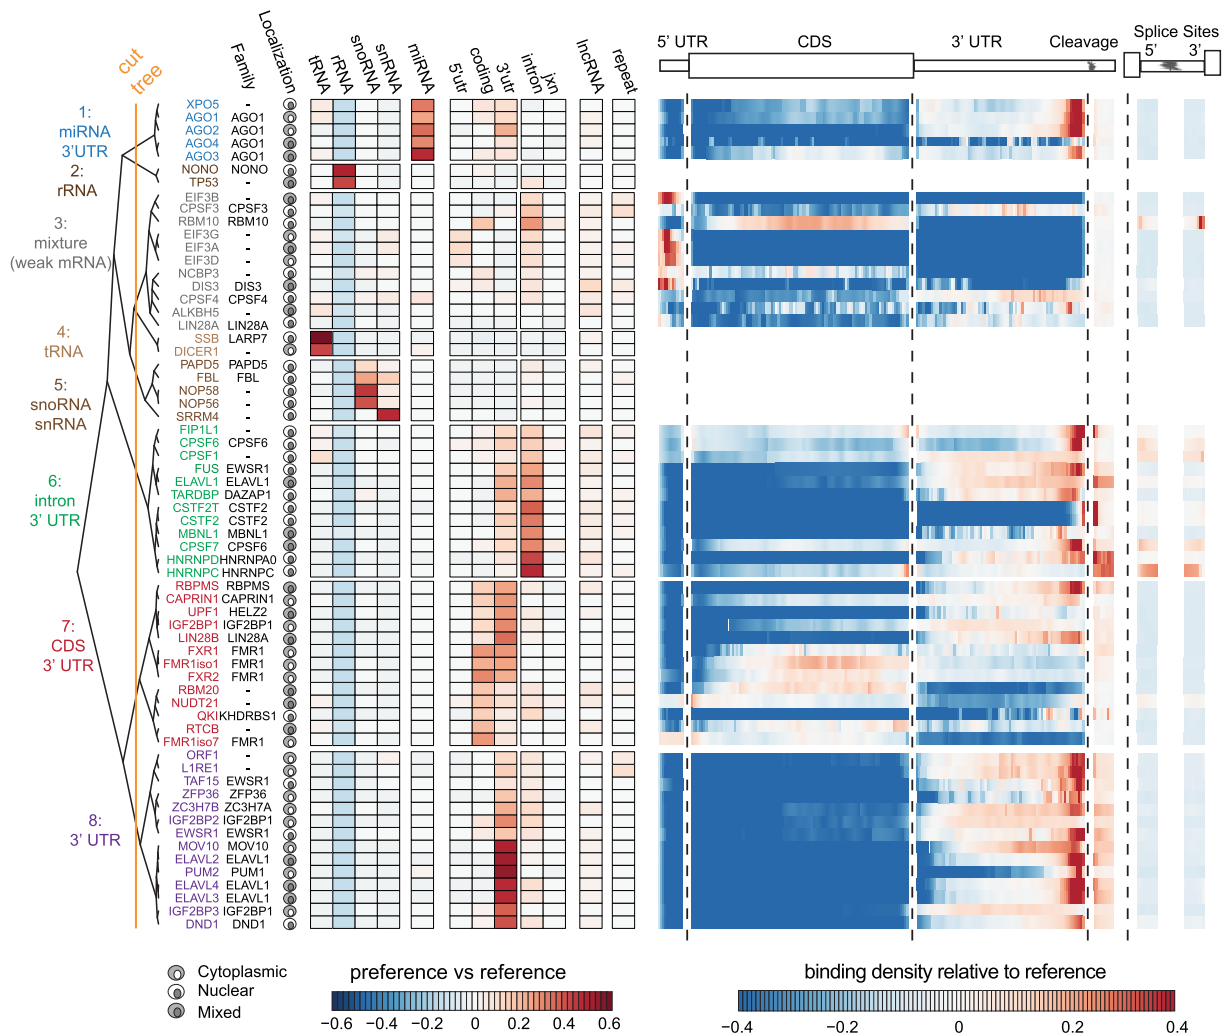 cut
tree
Family
Localization
tRNA
rRNA
snoRNA
snRNA
miRNA
5'utr
coding
3'utr
intron
jxn
lncRNA
repeat
5' UTR
CDS
3' UTR
Cleavage
Splice Sites
5'
3'
1:
miRNA
3'UTR
2:
rRNA
3:
mixture
(weak mRNA)
4:
tRNA
5:
snoRNA
snRNA
6:
intron
3' UTR
7:
CDS
3' UTR
8:
3' UTR
XPO5 -
AGO1 AGO1
AGO2 AGO1
AGO4 AGO1
AGO3 AGO1
NONO NONO
TP53 -
EIF3B -
CPSF3 CPSF3
RBM10 RBM10
EIF3G -
EIF3A -
EIF3D -
NCBP3 -
DIS3 DIS3
CPSF4 CPSF4
ALKBH5 -
LIN28A LIN28A
SSB LARP7
DICER1 -
PAPD5 PAPD5
FBL FBL
NOP58 -
NOP56 -
SRRM4 -
FIP1L1 -
CPSF6 CPSF6
CPSF1 -
FUS EWSR1
ELAVL1 ELAVL1
TARDBP DAZAP1
CSTF2T CSTF2
CSTF2 CSTF2
MBNL1 MBNL1
CPSF7 CPSF6
HNRNPD HNRNPA0
HNRNPC HNRNPC
RBPMS RBPMS
CAPRIN1 CAPRIN1
UPF1 HELZ2
IGF2BP1 IGF2BP1
LIN28B LIN28A
FXR1 FMR1
FMR1iso1 FMR1
FXR2 FMR1
RBM20 -
NUDT21 -
QKI KHDRBS1
RTCB -
FMR1iso7 FMR1
ORF1 -
L1RE1 -
TAF15 EWSR1
ZFP36 ZFP36
ZC3H7B ZC3H7A
IGF2BP2 IGF2BP1
EWSR1 EWSR1
MOV10 MOV10
ELAVL2 ELAVL1
PUM2 PUM1
ELAVL4 ELAVL1
ELAVL3 ELAVL1
IGF2BP3 IGF2BP1
DND1 DND1
Cytoplasmic
Nuclear
Mixed
preference vs reference
−0.6 −0.4 −0.2 0 0.2 0.4 0.6
binding density relative to reference
−0.4 −0.2 0 0.2 0.4